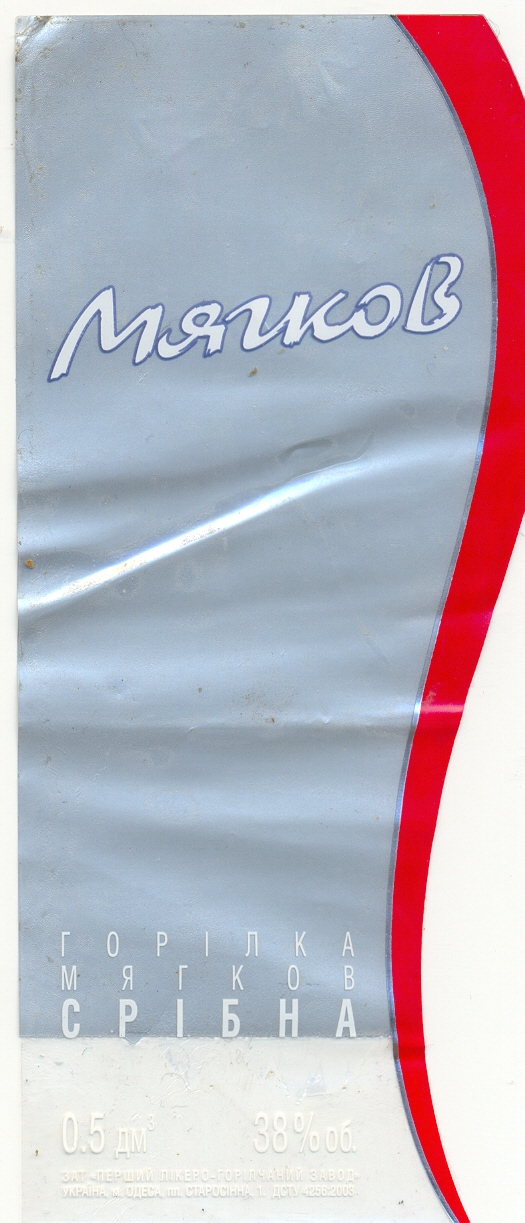 Мягков
ГОРІЛКА
МЯГКОВ
СРІБНА
0.5 дм³ 38% об.
ЗАТ «ПЕРШИЙ ЛІКЕРО-ГОРІЛЧАНИЙ ЗАВОД»
УКРАЇНА, м. ОДЕСА, пл. СТАРОСІННА, 1. ДСТУ 4256:2003